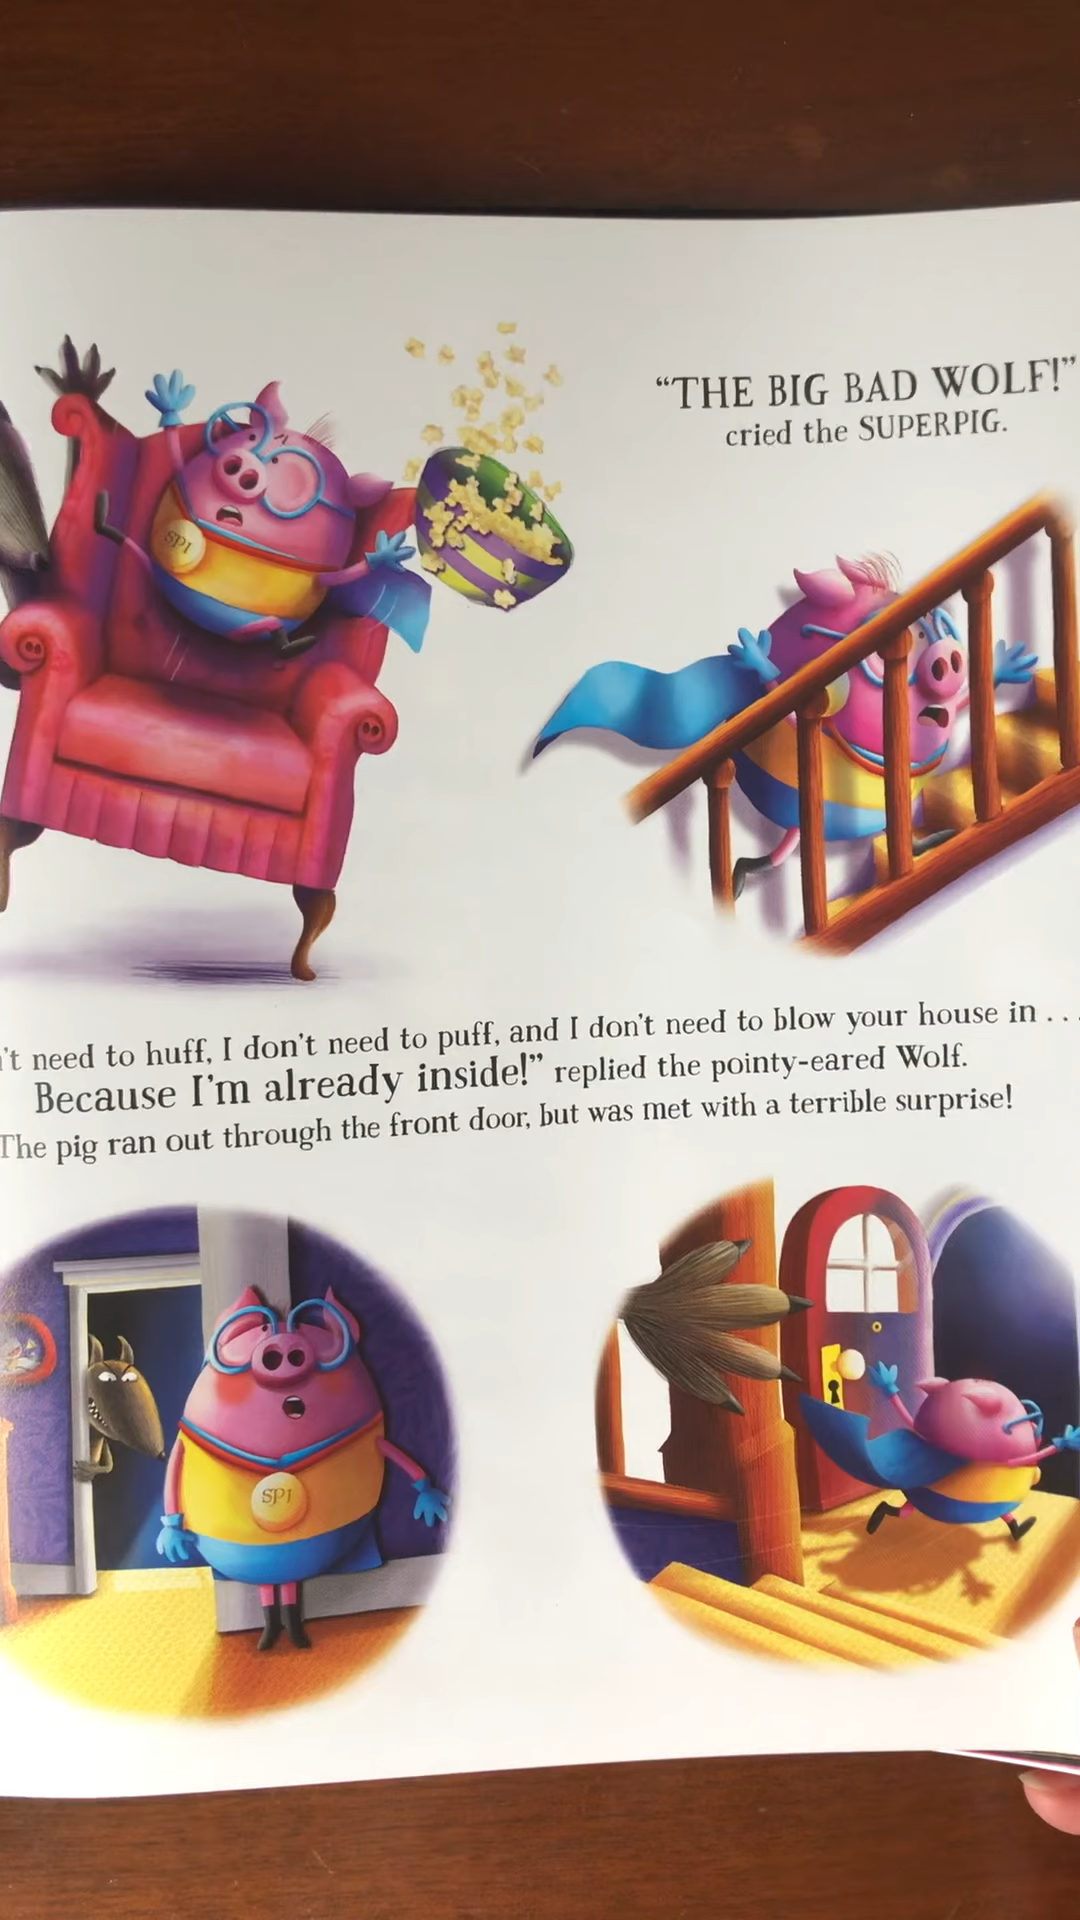 “THE BIG BAD WOLF!”
cried the SUPERPIG.
SP1
't need to huff, I don't need to puff, and I don't need to blow your house in . . .
Because I'm already inside!” replied the pointy-eared Wolf.
The pig ran out through the front door, but was met with a terrible surprise!
SP1